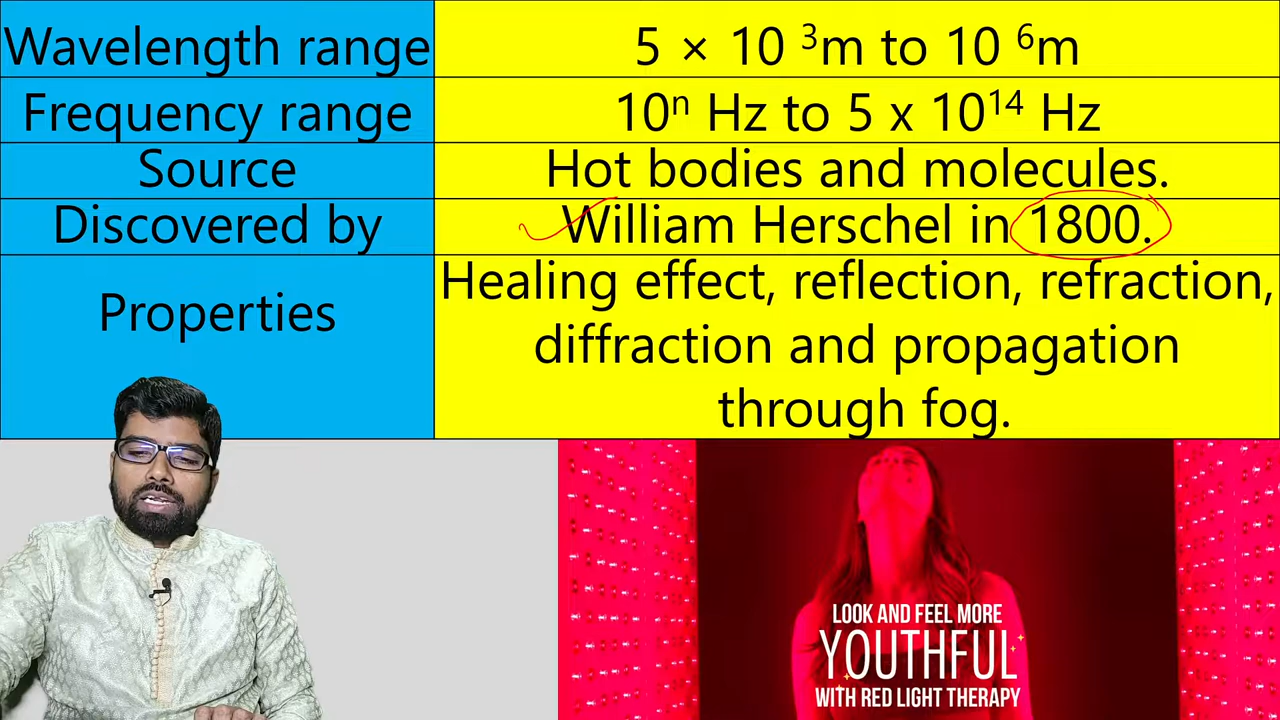 Wavelength range
5 × 10 ³m to 10 ⁶m
Frequency range
10ⁿ Hz to 5 x 10¹⁴ Hz
Source
Hot bodies and molecules.
Discovered by
William Herschel in 1800.
Properties
Healing effect, reflection, refraction,
diffraction and propagation
through fog.
LOOK AND FEEL MORE
YOUTHFUL
WITH RED LIGHT THERAPY